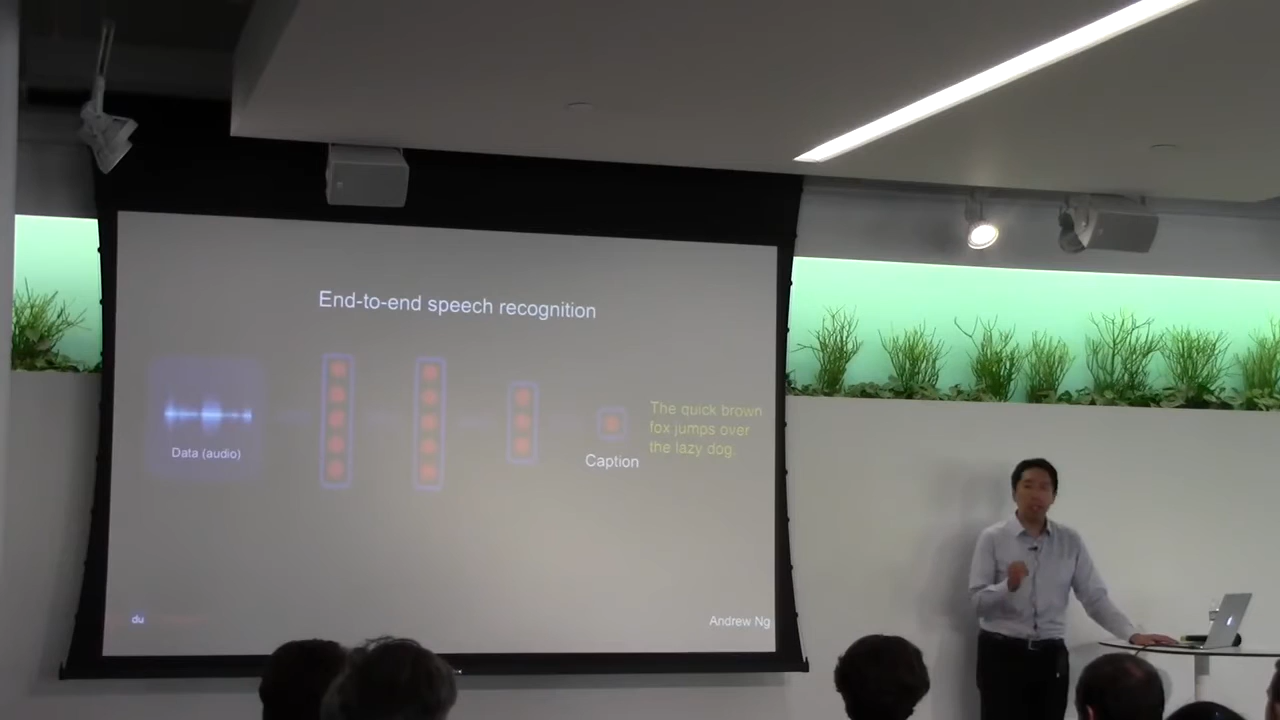 End-to-end speech recognition
The quick brown
fox jumps over
the lazy dog.
Data (audio)
Caption
du
Andrew Ng